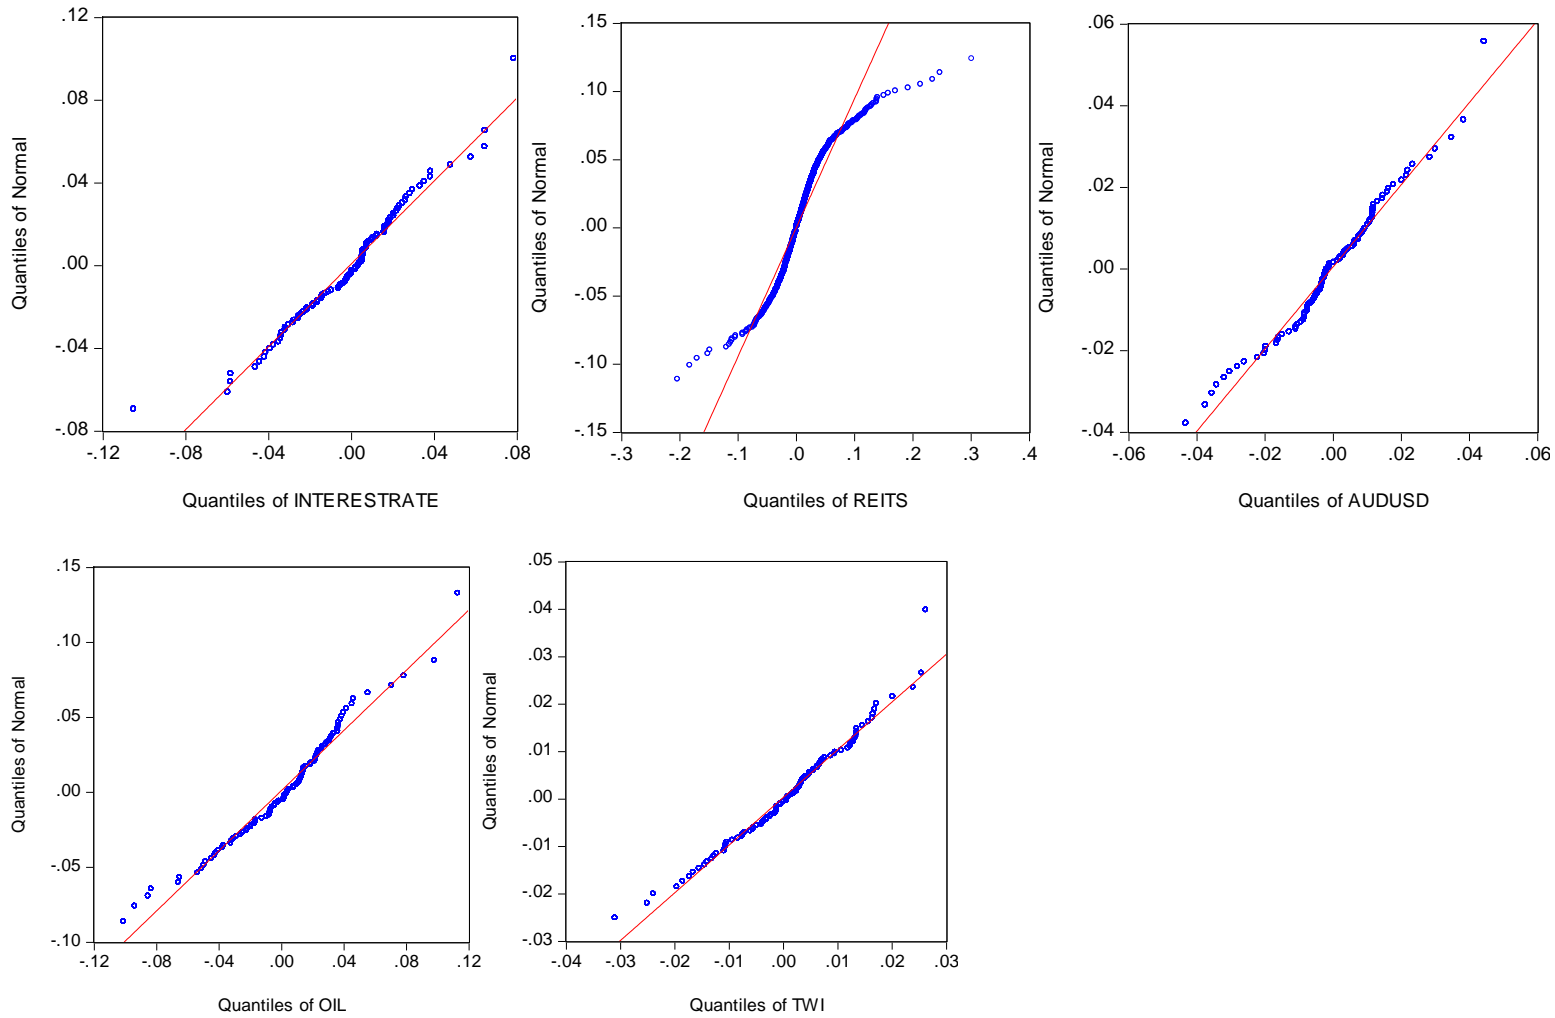 .12
.08
.04
.00
-.04
-.08
-.12 -.08 -.04 .00 .04 .08
Quantiles of Normal
Quantiles of INTERESTRATE
.15
.10
.05
.00
-.05
-.10
-.15
-.3 -.2 -.1 .0 .1 .2 .3 .4
Quantiles of Normal
Quantiles of REITS
.06
.04
.02
.00
-.02
-.04
-.06 -.04 -.02 .00 .02 .04 .06
Quantiles of Normal
Quantiles of AUDUSD
.15
.10
.05
.00
-.05
-.10
-.12 -.08 -.04 .00 .04 .08 .12
Quantiles of Normal
Quantiles of OIL
.05
.04
.03
.02
.01
.00
-.01
-.02
-.03
-.04 -.03 -.02 -.01 .00 .01 .02 .03
Quantiles of Normal
Quantiles of TWI